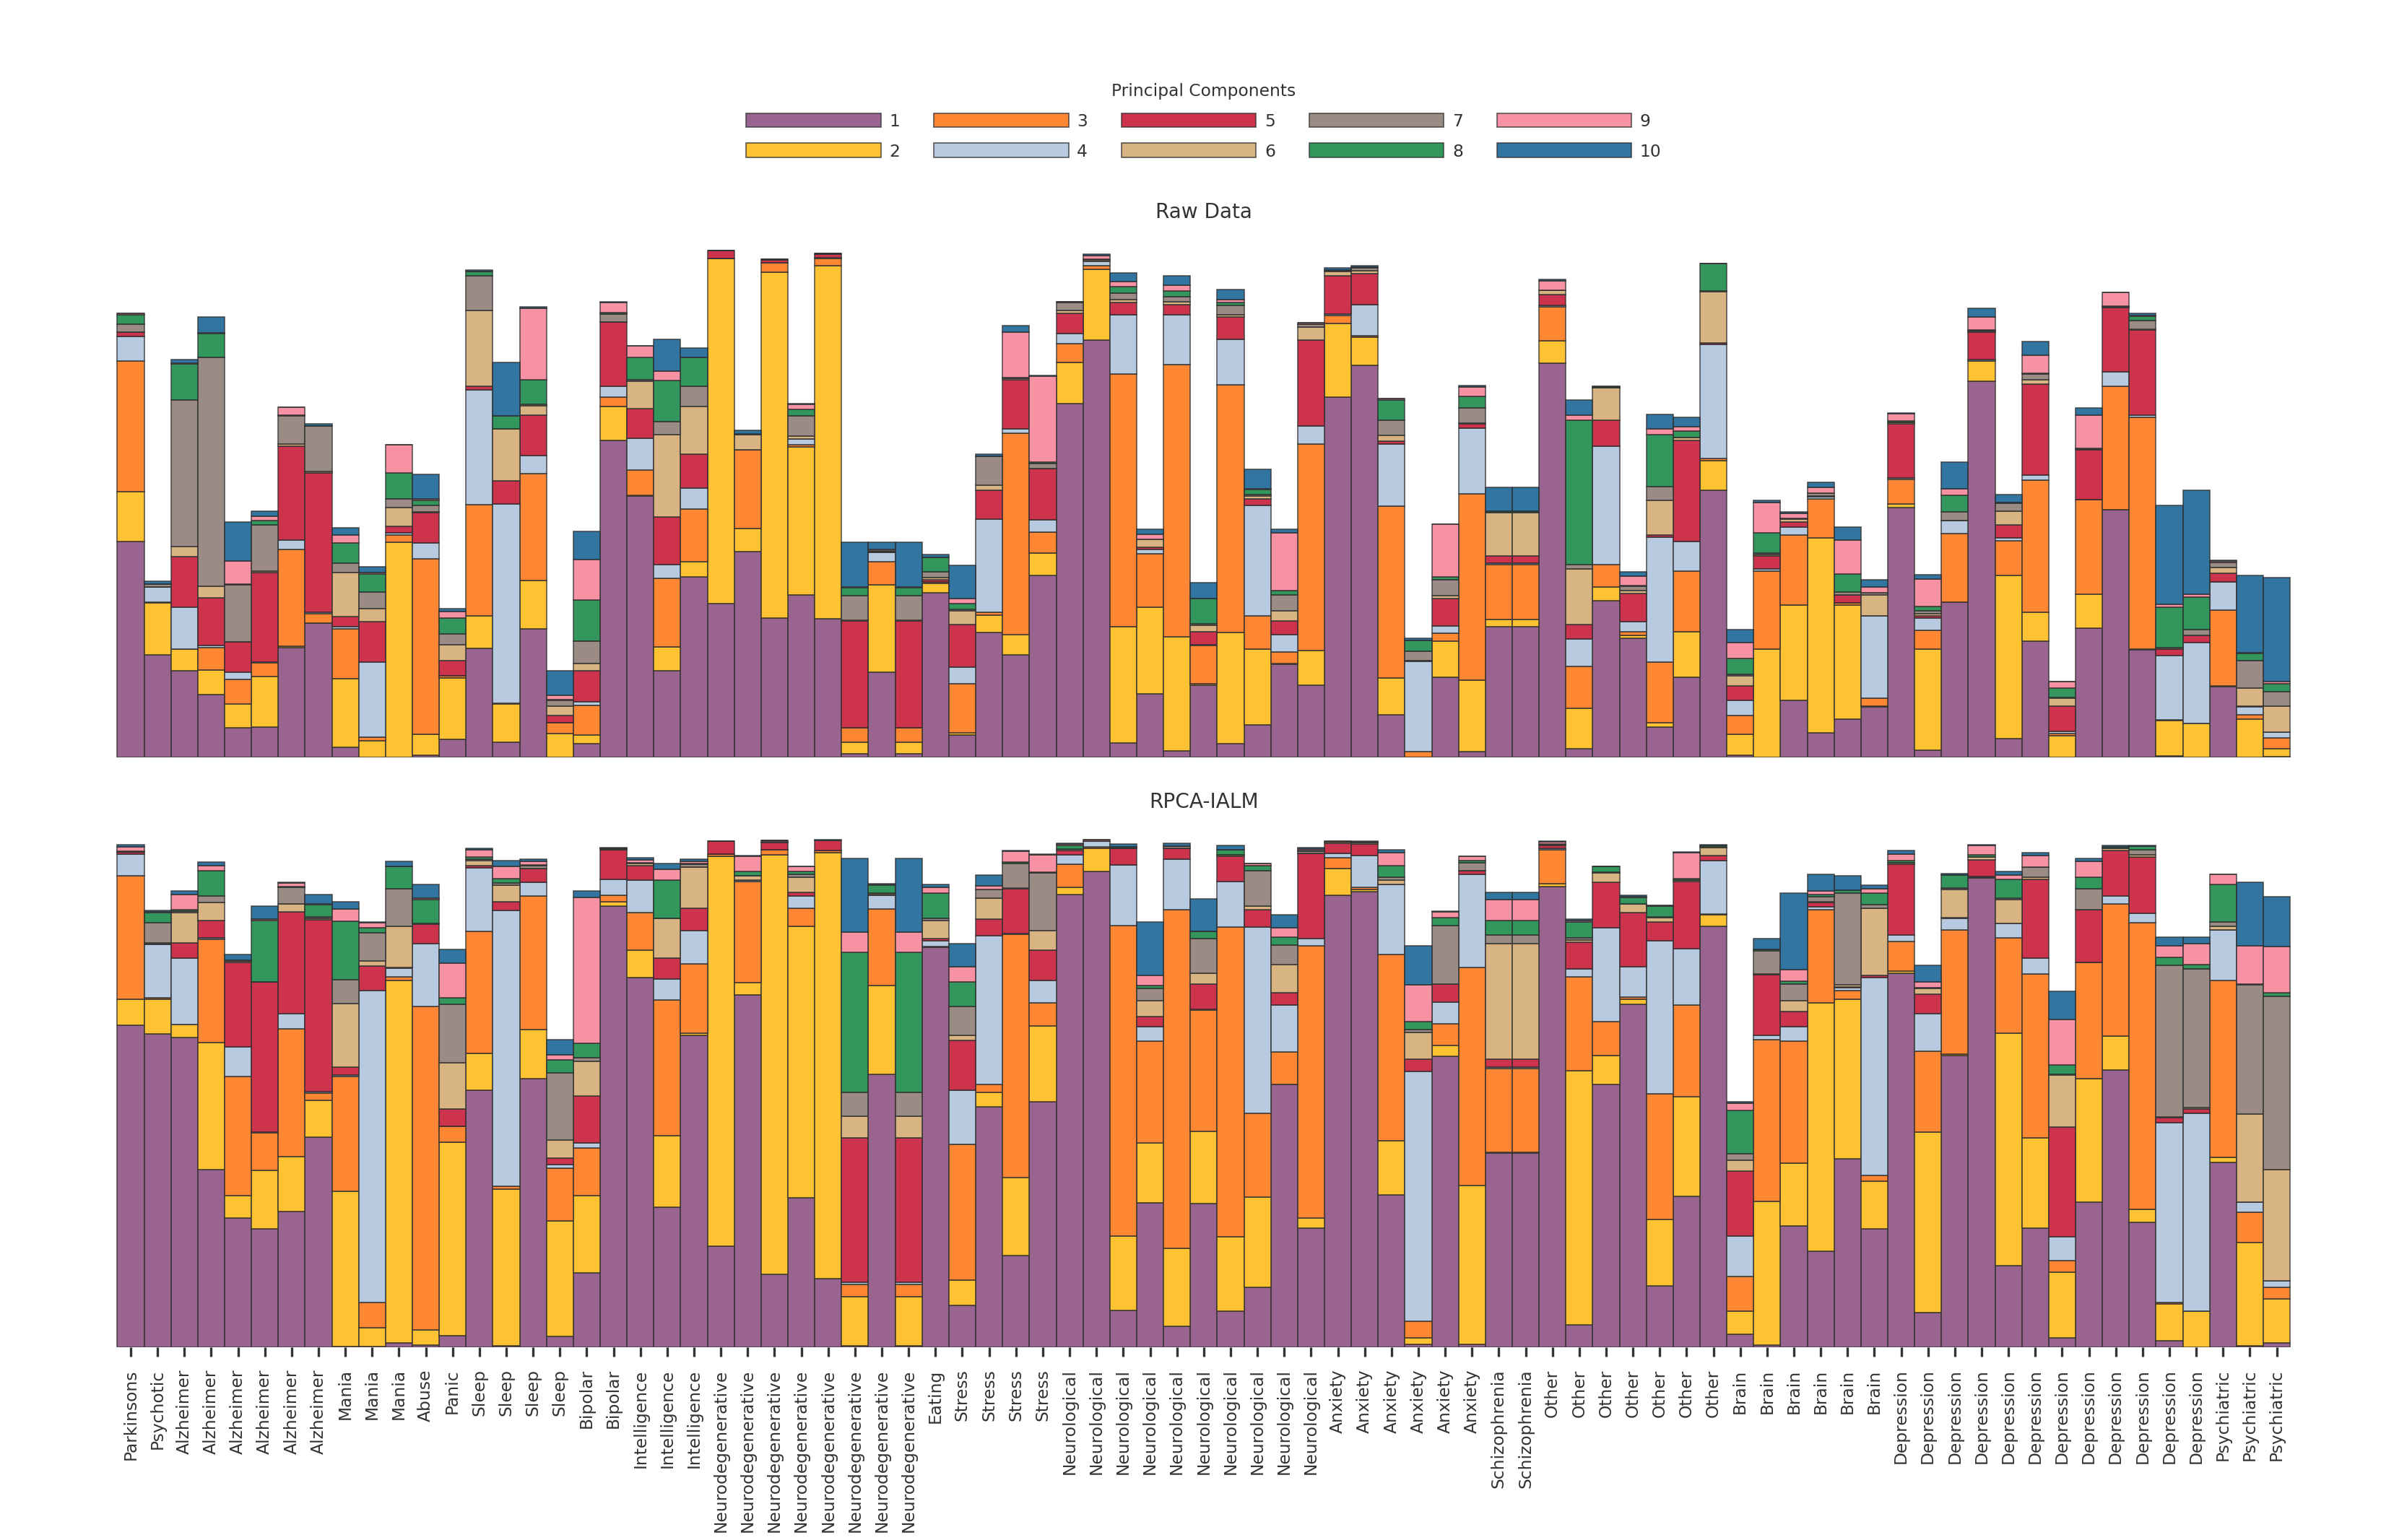 Principal Components
1 3 5 7 9
2 4 6 8 10
Raw Data
RPCA-IALM
Parkinsons
Psychotic
Alzheimer
Alzheimer
Alzheimer
Alzheimer
Alzheimer
Alzheimer
Mania
Mania
Mania
Abuse
Panic
Sleep
Sleep
Sleep
Sleep
Bipolar
Bipolar
Intelligence
Intelligence
Intelligence
Neurodegenerative
Neurodegenerative
Neurodegenerative
Neurodegenerative
Neurodegenerative
Neurodegenerative
Neurodegenerative
Neurodegenerative
Eating
Stress
Stress
Stress
Stress
Neurological
Neurological
Neurological
Neurological
Neurological
Neurological
Neurological
Neurological
Neurological
Neurological
Anxiety
Anxiety
Anxiety
Anxiety
Anxiety
Anxiety
Schizophrenia
Schizophrenia
Other
Other
Other
Other
Other
Other
Other
Brain
Brain
Brain
Brain
Brain
Brain
Depression
Depression
Depression
Depression
Depression
Depression
Depression
Depression
Depression
Depression
Depression
Depression
Psychiatric
Psychiatric
Psychiatric